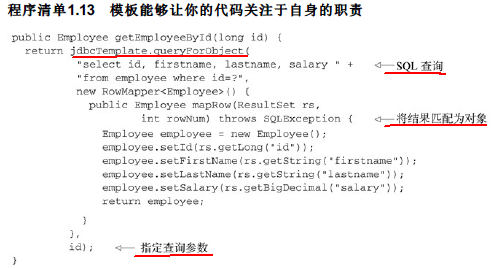 程序清单1.13 模板能够让你的代码关注于自身的职责
public Employee getEmployeeById(long id) {
return jdbcTemplate.queryForObject(
"select id, firstname, lastname, salary " + SQL 查询
"from employee where id=?",
new RowMapper<Employee>() {
public Employee mapRow(ResultSet rs,
int rowNum) throws SQLException { 将结果匹配为对象
Employee employee = new Employee();
employee.setId(rs.getLong("id"));
employee.setFirstName(rs.getString("firstname"));
employee.setLastName(rs.getString("lastname"));
employee.setSalary(rs.getBigDecimal("salary"));
return employee;
}
},
id); 指定查询参数
}